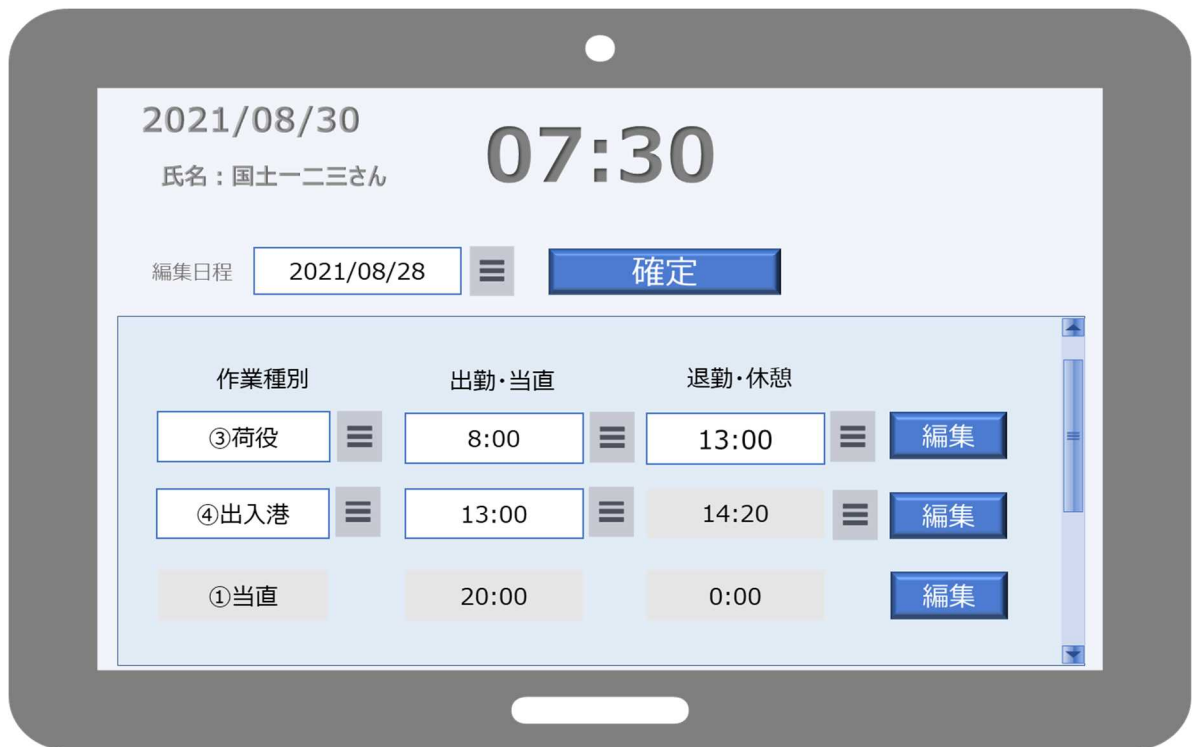 2021/08/30
07:30
氏名：国土一二三さん
編集日程 2021/08/28 確定
作業種別 出勤・当直 退勤・休憩
③荷役 8:00 13:00 編集
④出入港 13:00 14:20 編集
①当直 20:00 0:00 編集